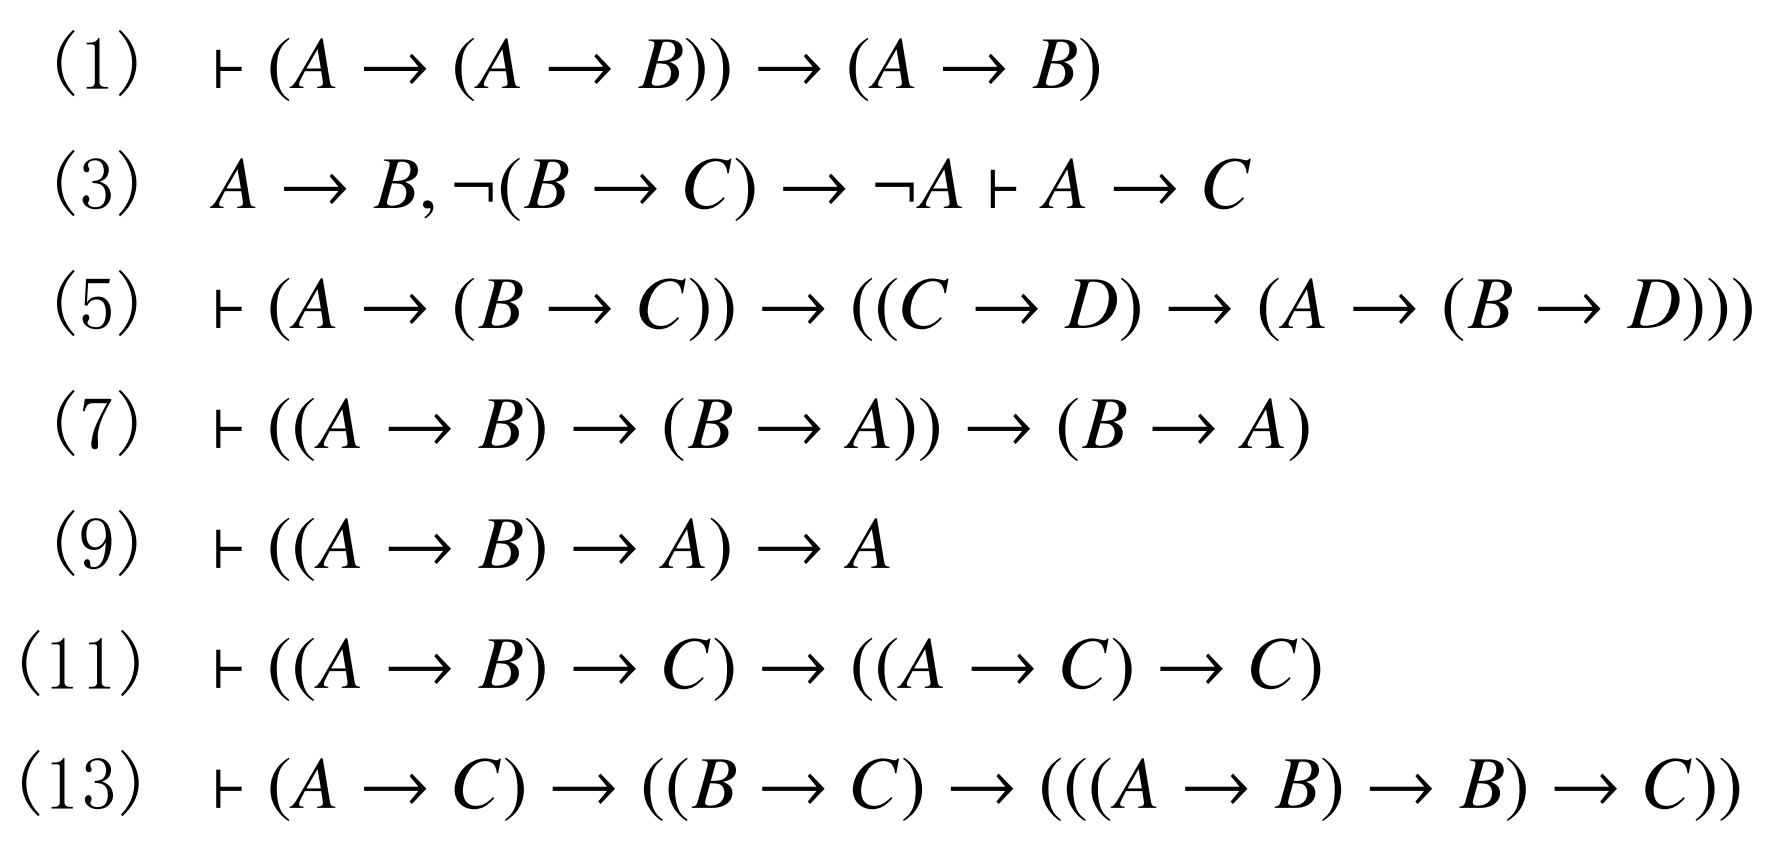 (1) ⊢ (A → (A → B)) → (A → B)
(3) A → B, ¬(B → C) → ¬A ⊢ A → C
(5) ⊢ (A → (B → C)) → ((C → D) → (A → (B → D)))
(7) ⊢ ((A → B) → (B → A)) → (B → A)
(9) ⊢ ((A → B) → A) → A
(11) ⊢ ((A → B) → C) → ((A → C) → C)
(13) ⊢ (A → C) → ((B → C) → (((A → B) → B) → C))